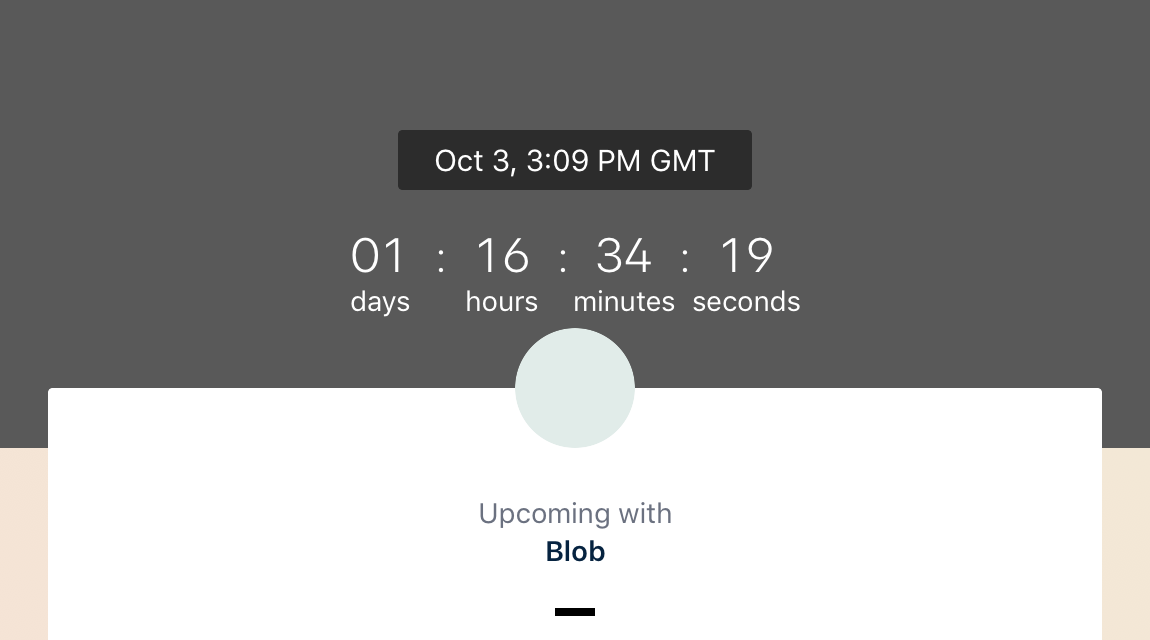 Oct 3, 3:09 PM GMT
01 : 16 : 34 : 19
days hours minutes seconds
Upcoming with
Blob